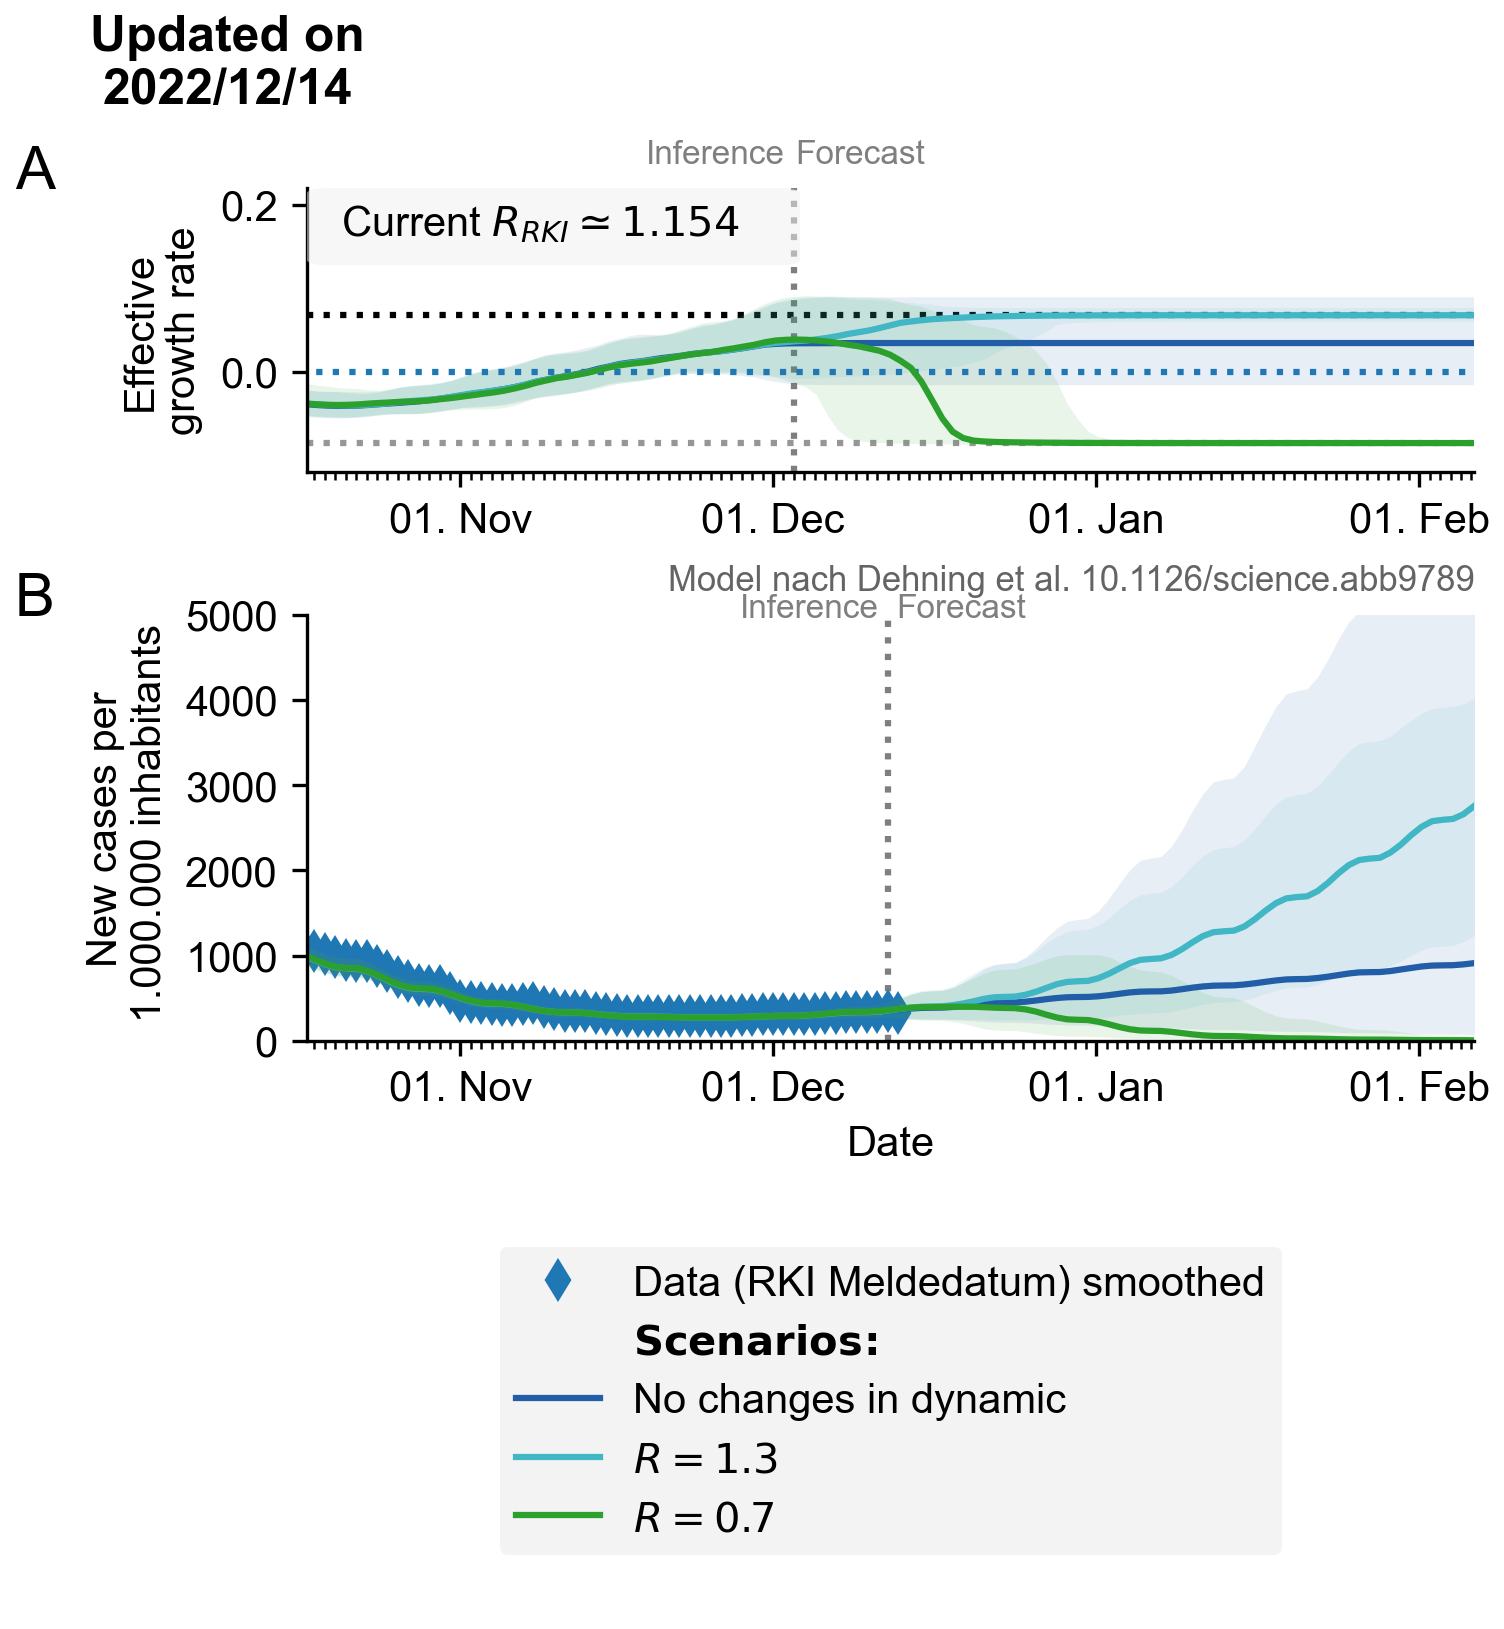 Updated on
2022/12/14
A
Inference Forecast
Current R_RKI ≃ 1.154
0.2
0.0
Effective
growth rate
01. Nov 01. Dec 01. Jan 01. Feb
Model nach Dehning et al. 10.1126/science.abb9789
B
Inference Forecast
5000
4000
3000
2000
1000
0
New cases per
1.000.000 inhabitants
01. Nov 01. Dec 01. Jan 01. Feb
Date
Data (RKI Meldedatum) smoothed
Scenarios:
No changes in dynamic
R = 1.3
R = 0.7